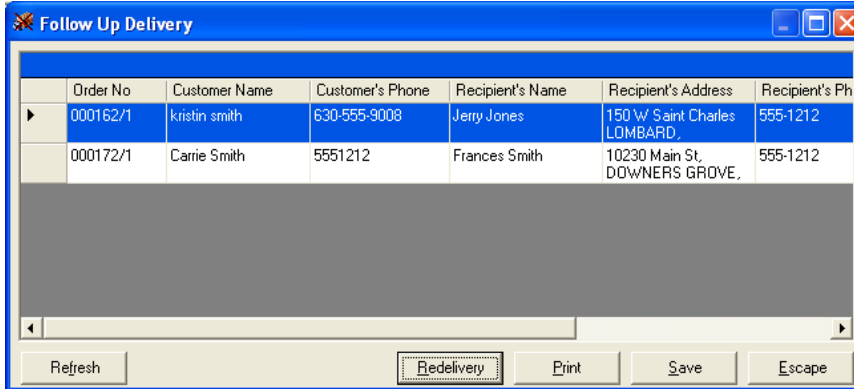 Follow Up Delivery
Order No Customer Name Customer's Phone Recipient's Name Recipient's Address Recipient's Ph
000162/1 kristin smith 630-555-9008 Jerry Jones 150 W Saint Charles 555-1212
LOMBARD,
000172/1 Carrie Smith 5551212 Frances Smith 10230 Main St, 555-1212
DOWNERS GROVE,
Refresh Redelivery Print Save Escape